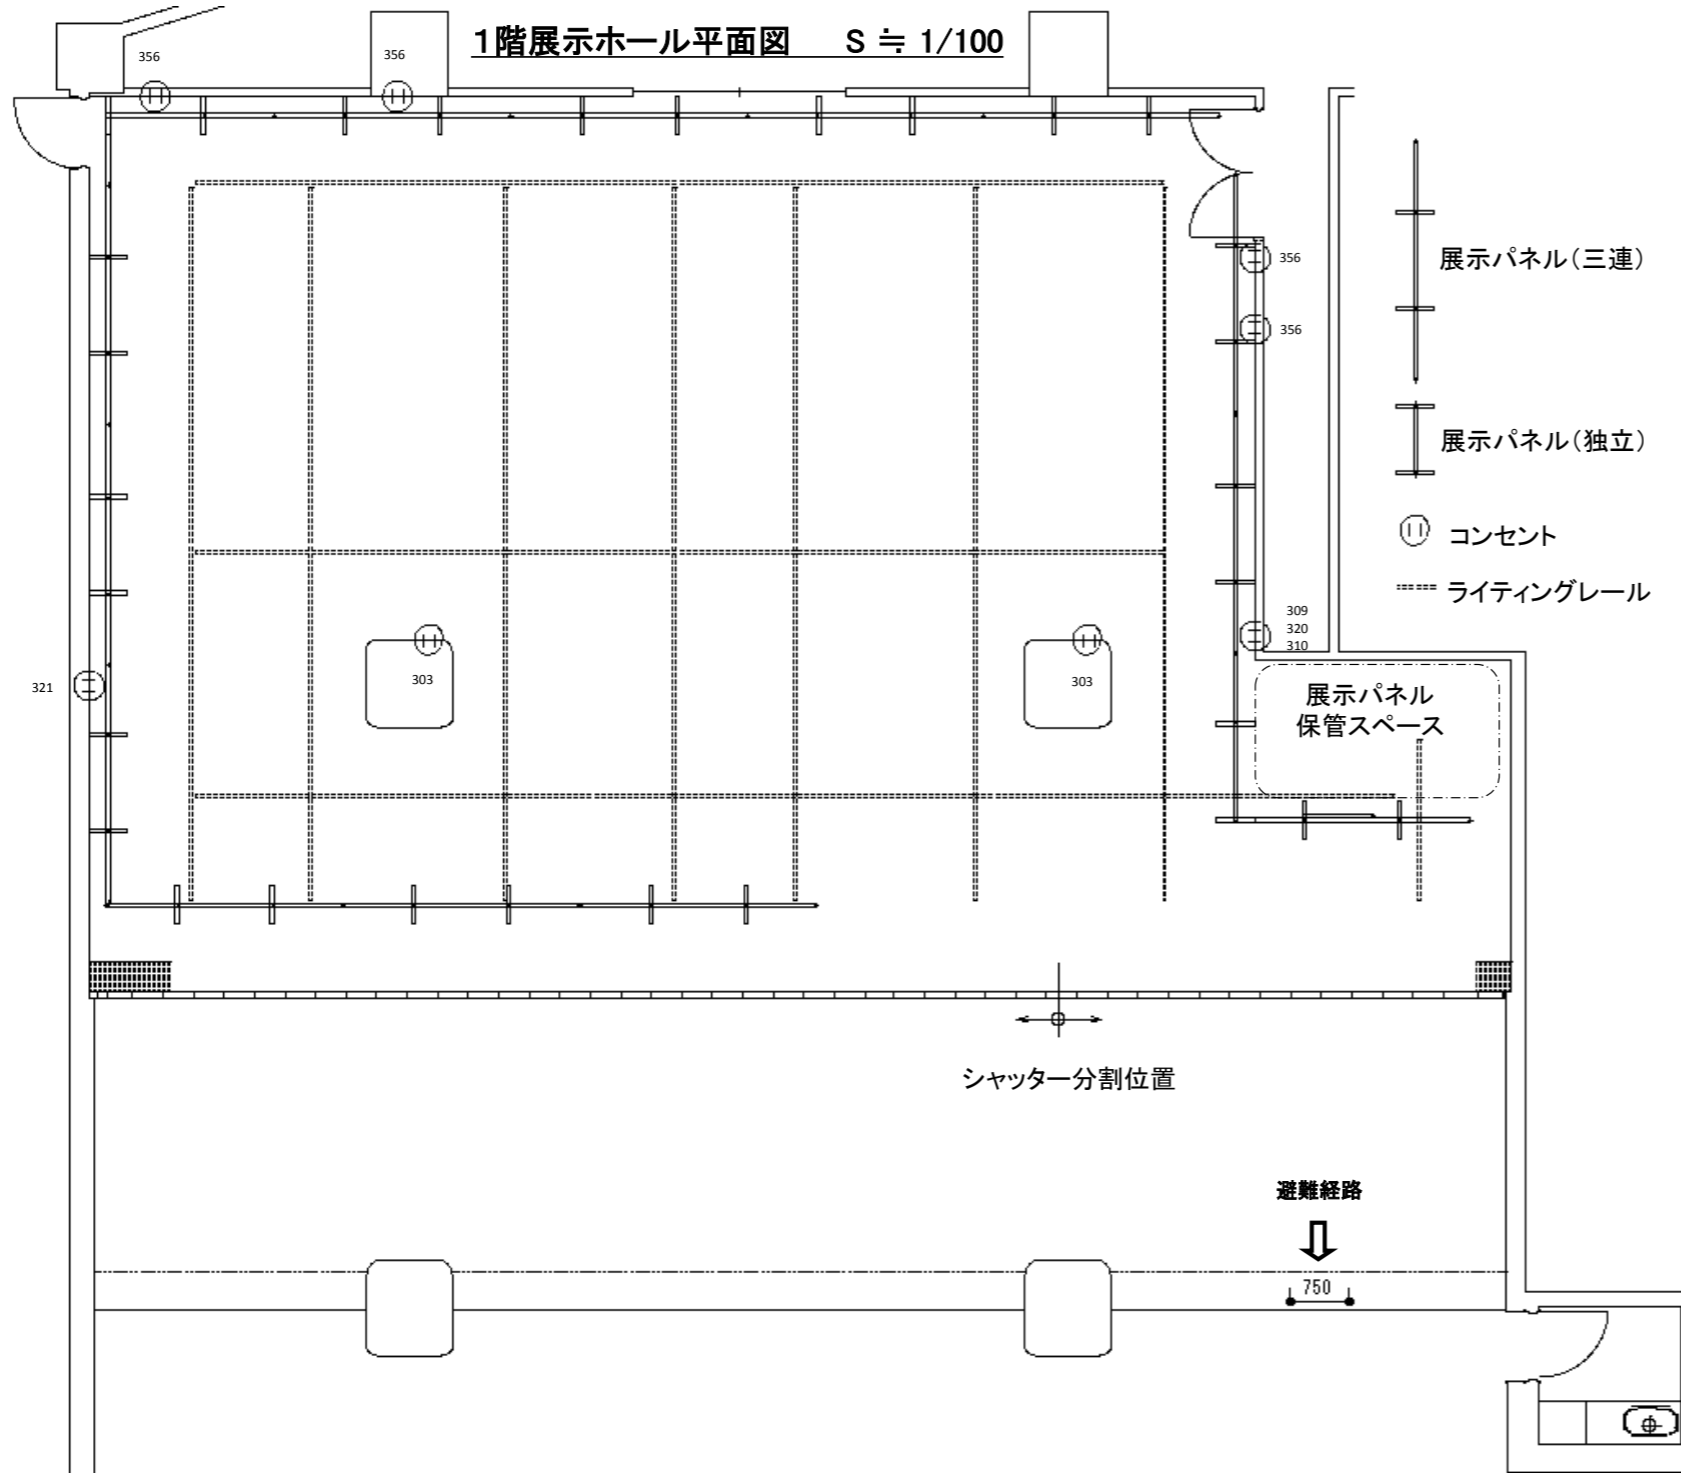 1階展示ホール平面図　S ≒ 1/100
356
356
356
展示パネル（三連）
356
展示パネル（独立）
コンセント
ライティングレール
309
320
310
321
303
303
展示パネル
保管スペース
シャッター分割位置
避難経路
750